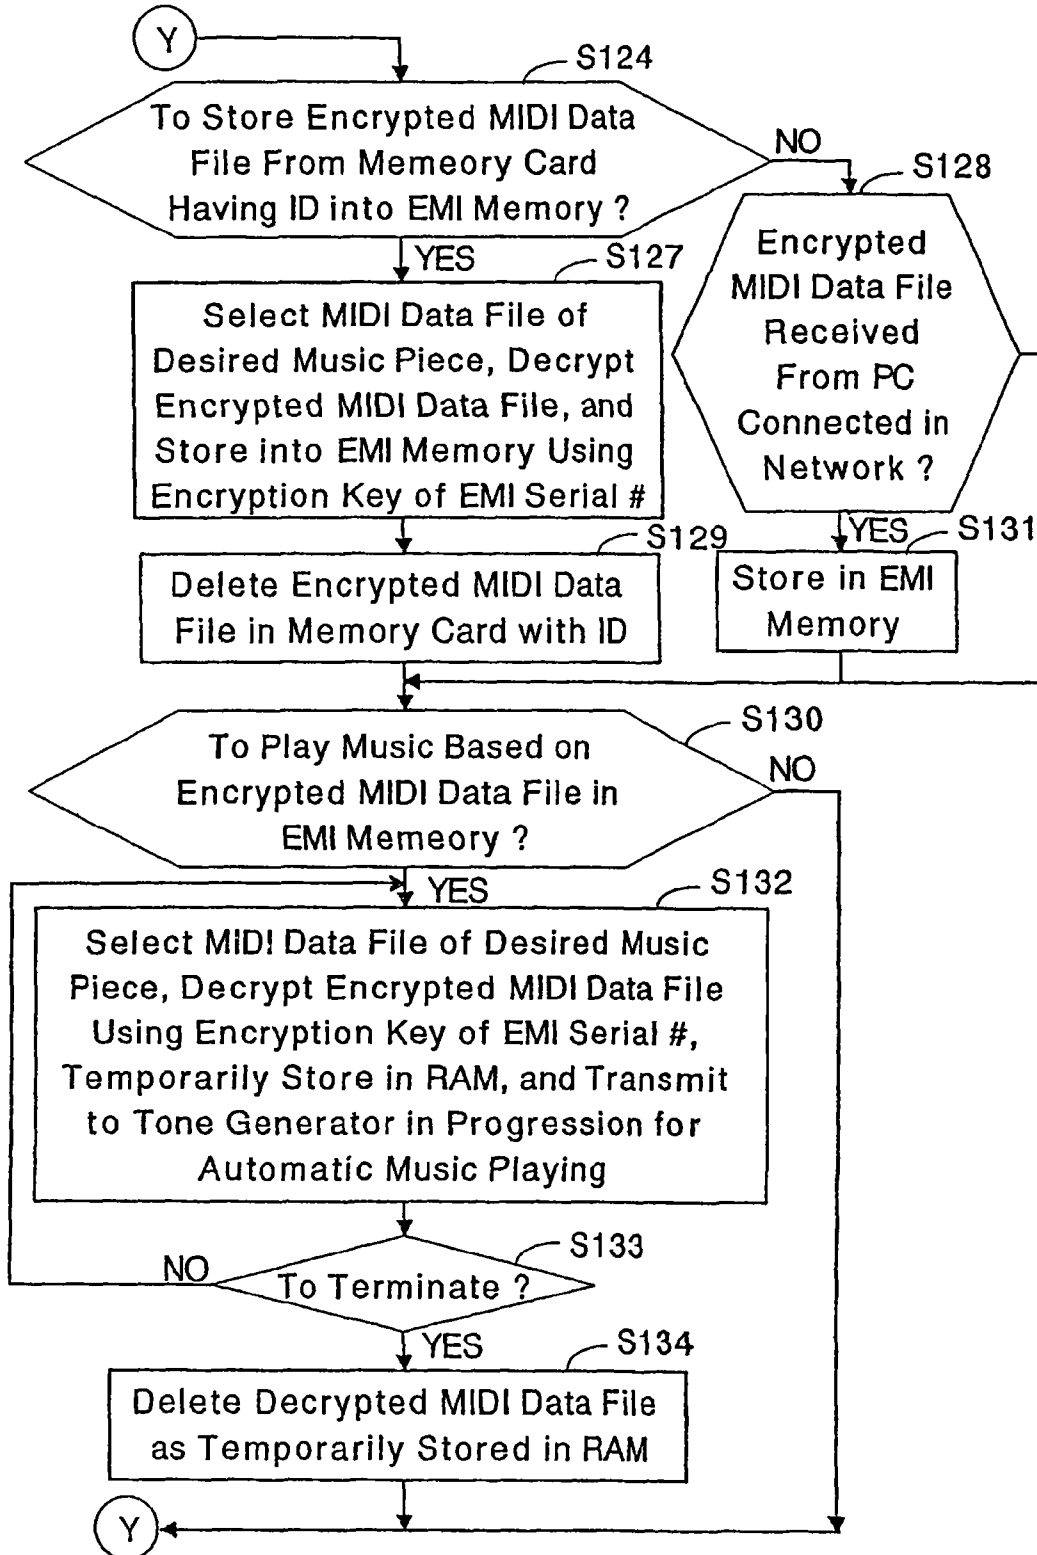 Y
S124
To Store Encrypted MIDI Data
File From Memeory Card
Having ID into EMI Memory ?
NO
YES
S128
Encrypted
MIDI Data File
Received
From PC
Connected in
Network ?
S127
Select MIDI Data File of
Desired Music Piece, Decrypt
Encrypted MIDI Data File, and
Store into EMI Memory Using
Encryption Key of EMI Serial #
YES
S131
Store in EMI
Memory
S129
Delete Encrypted MIDI Data
File in Memory Card with ID
S130
To Play Music Based on
Encrypted MIDI Data File in
EMI Memeory ?
NO
YES
S132
Select MIDI Data File of Desired Music
Piece, Decrypt Encrypted MIDI Data File
Using Encryption Key of EMI Serial #,
Temporarily Store in RAM, and Transmit
to Tone Generator in Progression for
Automatic Music Playing
S133
NO
To Terminate ?
YES
S134
Delete Decrypted MIDI Data File
as Temporarily Stored in RAM
Y